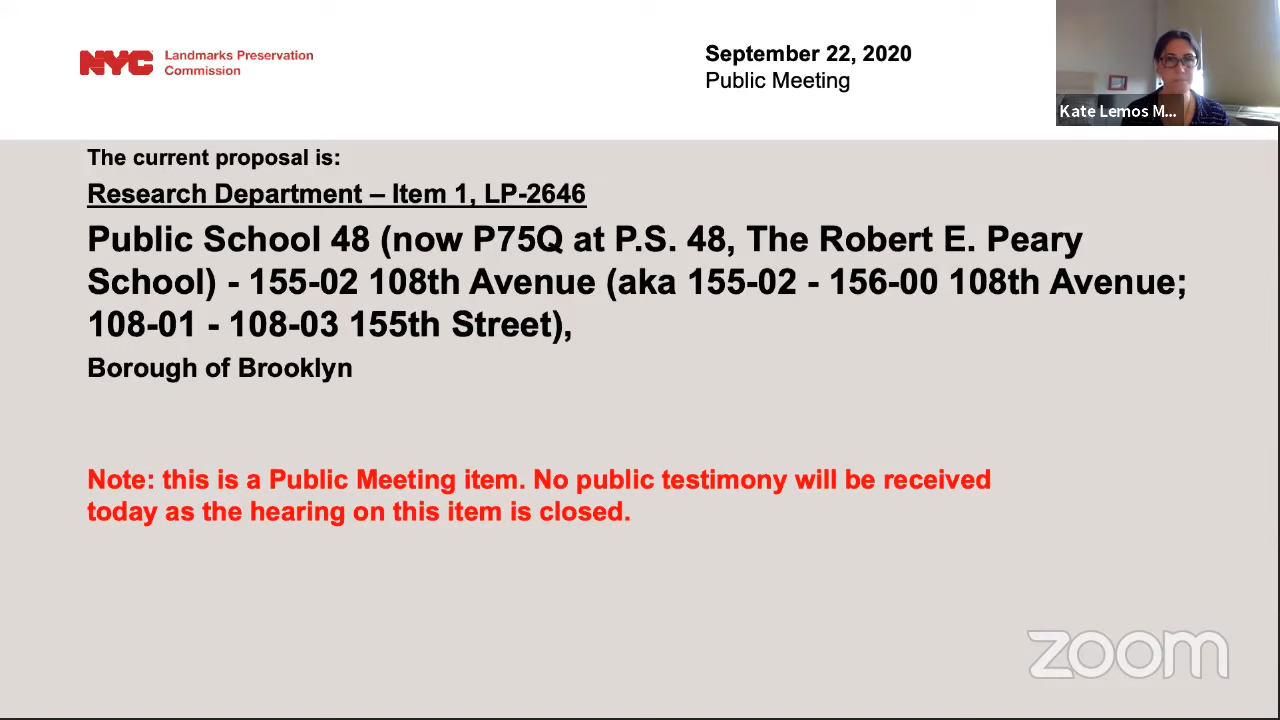 NYC Landmarks Preservation
Commission
September 22, 2020
Public Meeting
Kate Lemos M...
The current proposal is:
Research Department – Item 1, LP-2646
Public School 48 (now P75Q at P.S. 48, The Robert E. Peary
School) - 155-02 108th Avenue (aka 155-02 - 156-00 108th Avenue;
108-01 - 108-03 155th Street),
Borough of Brooklyn
Note: this is a Public Meeting item. No public testimony will be received
today as the hearing on this item is closed.
zoom